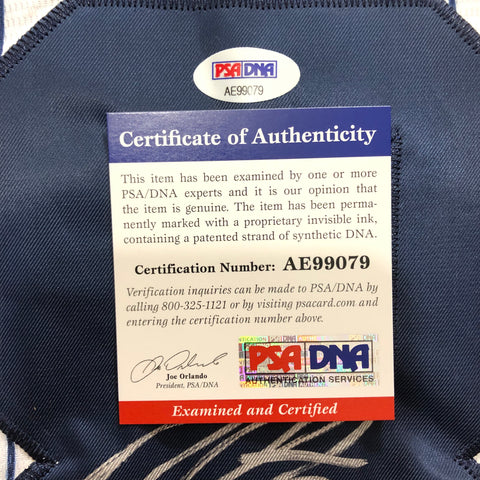 PSA DNA
AE99079
Certificate of Authenticity
This item has been examined by one or more
PSA/DNA experts and it is our opinion that
the item is genuine. The item has been perma-
nently marked with a proprietary invisible ink,
containing a patented strand of synthetic DNA.
Certification Number: AE99079
Verification inquiries can be made to PSA/DNA by
calling 800-325-1121 or by visiting psacard.com and
entering the certification number above.
PSA DNA
AUTHENTICATION SERVICES
Joe Orlando
President, PSA/DNA
Examined and Certified